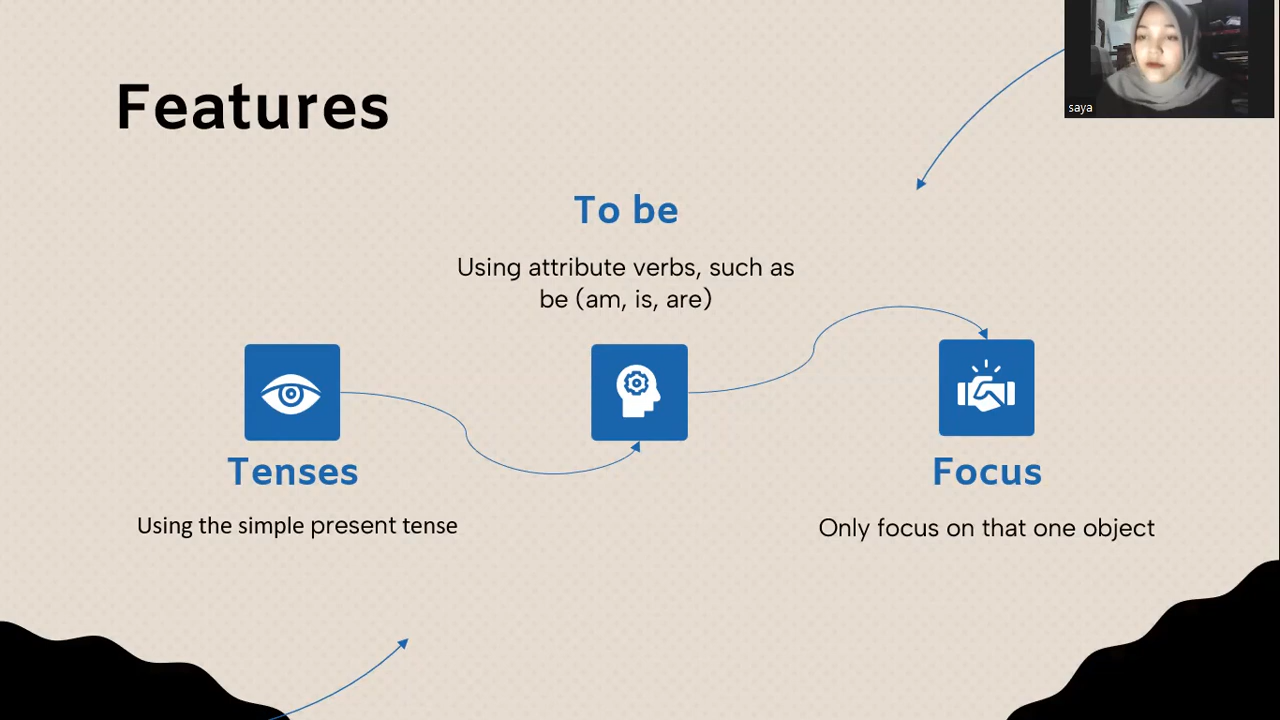 Features
saya
To be
Using attribute verbs, such as
be (am, is, are)
Tenses
Using the simple present tense
Focus
Only focus on that one object